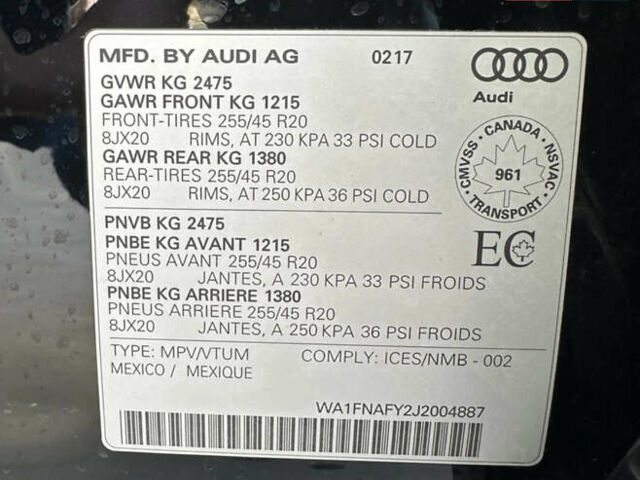 MFD. BY AUDI AG 0217
GVWR KG 2475
GAWR FRONT KG 1215
FRONT-TIRES 255/45 R20
8JX20 RIMS, AT 230 KPA 33 PSI COLD
GAWR REAR KG 1380
REAR-TIRES 255/45 R20
8JX20 RIMS, AT 250 KPA 36 PSI COLD
Audi
CANADA
CMVSS NSVAC
961
TRANSPORT
PNVB KG 2475
PNBE KG AVANT 1215
PNEUS AVANT 255/45 R20
8JX20 JANTES, A 230 KPA 33 PSI FROIDS
PNBE KG ARRIERE 1380
PNEUS ARRIERE 255/45 R20
8JX20 JANTES, A 250 KPA 36 PSI FROIDS
EC
TYPE: MPV/VTUM COMPLY: ICES/NMB - 002
MEXICO / MEXIQUE
WA1FNAFY2J2004887